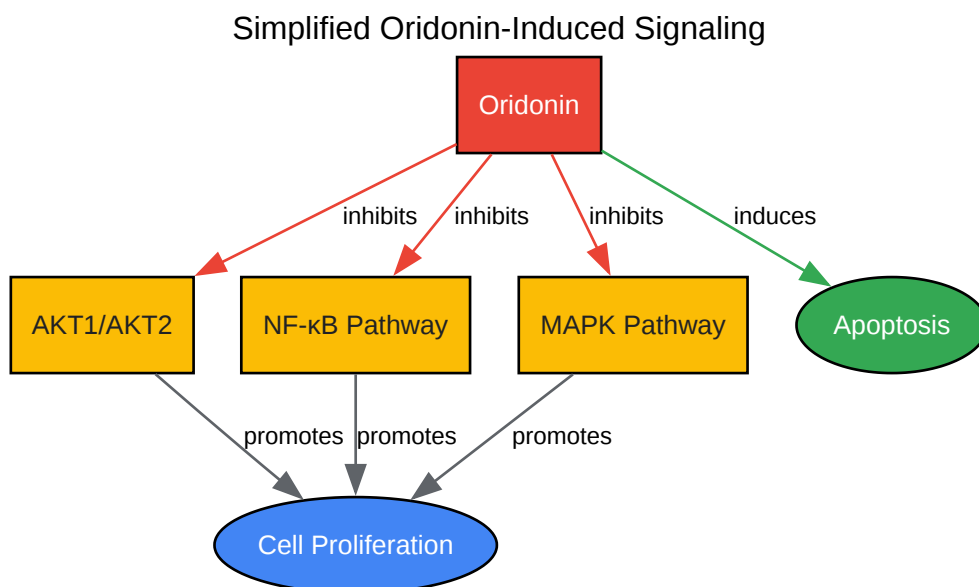 Simplified Oridonin-Induced Signaling
Oridonin
inhibits
inhibits
inhibits
induces
AKT1/AKT2
NF-κB Pathway
MAPK Pathway
Apoptosis
promotes
promotes
promotes
Cell Proliferation